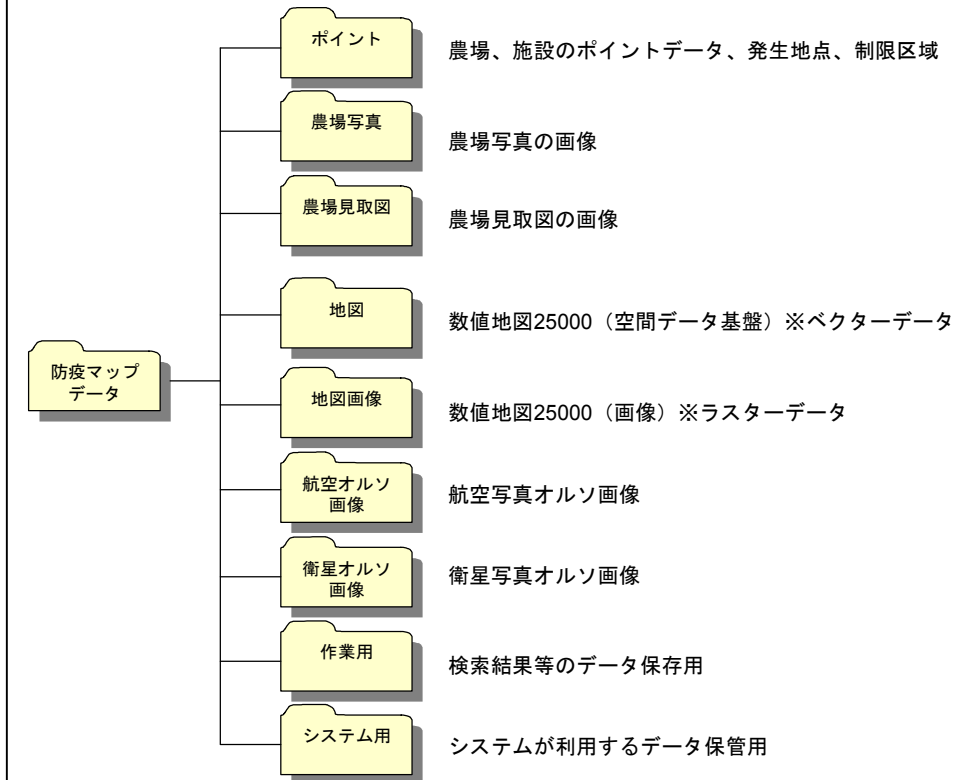 ポイント
農場、施設のポイントデータ、発生地点、制限区域
農場写真
農場写真の画像
農場見取図
農場見取図の画像
地図
数値地図25000（空間データ基盤）※ベクターデータ
防疫マップ
データ
地図画像
数値地図25000（画像）※ラスターデータ
航空オルソ
画像
航空写真オルソ画像
衛星オルソ
画像
衛星写真オルソ画像
作業用
検索結果等のデータ保存用
システム用
システムが利用するデータ保管用